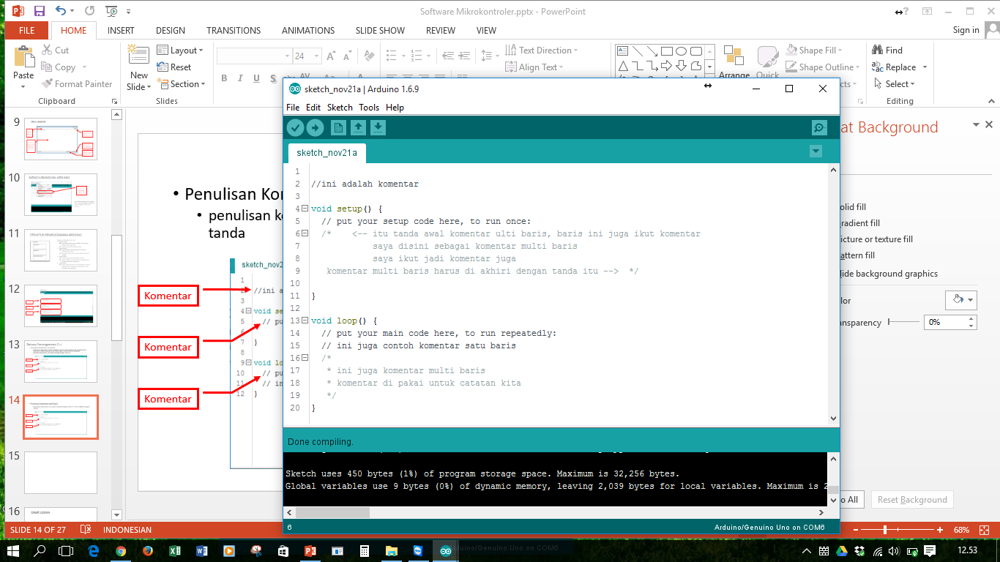 Software Mikrokontroler.pptx - PowerPoint
FILE HOME INSERT DESIGN TRANSITIONS ANIMATIONS SLIDE SHOW REVIEW VIEW Sign in
Cut
Copy
Format Painter
Paste
Clipboard
New
Slide
Layout
Reset
Section
Slides
24
B I U S
Text Direction
Align Text
Arrange
Quick
Shape Fill
Shape Outline
Find
Replace
Select
Editing
9
10
11
12
13
14
15
16
Penulisan Ko
penulisan k
tanda
Komentar
Komentar
Komentar
sketch_nov2
1
2 //ini a
3
4 void se
5 // pu
6
7 }
8
9 void lo
10 // pu
11 // in
12 }
sketch_nov21a | Arduino 1.6.9
File Edit Sketch Tools Help
sketch_nov21a
1
2 //ini adalah komentar
3
4 void setup() {
5 // put your setup code here, to run once:
6 /* <-- itu tanda awal komentar ulti baris, baris ini juga ikut komentar
7 saya disini sebagai komentar multi baris
8 saya ikut jadi komentar juga
9 komentar multi baris harus di akhiri dengan tanda itu --> */
10
11 }
12
13 void loop() {
14 // put your main code here, to run repeatedly:
15 // ini juga contoh komentar satu baris
16 /*
17 * ini juga komentar multi baris
18 * komentar di pakai untuk catatan kita
19 */
20 }
Done compiling.
Sketch uses 450 bytes (1%) of program storage space. Maximum is 32,256 bytes.
Global variables use 9 bytes (0%) of dynamic memory, leaving 2,039 bytes for local variables. Maximum is 2
6 Arduino/Genuino Uno on COM6
at Background
olid fill
radient fill
icture or texture fill
attern fill
ide background graphics
lor
ansparency 0%
o All
Reset Background
SLIDE 14 OF 27 INDONESIAN 68%
Arduino/Genuino Uno on COM6
12.53